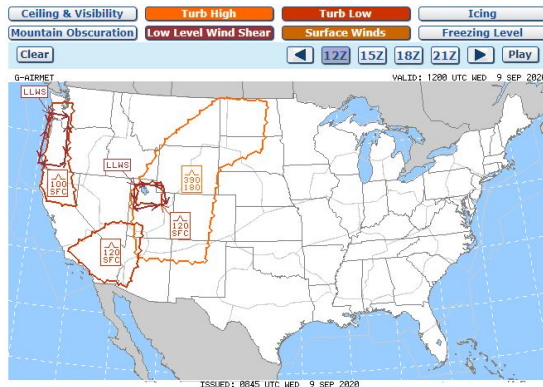 Ceiling & Visibility
Turb High
Turb Low
Icing
Mountain Obscuration
Low Level Wind Shear
Surface Winds
Freezing Level
Clear
12Z
15Z
18Z
21Z
Play
G-AIRMET
VALID: 1200 UTC WED 9 SEP 2020
LLWS
LLWS
390
180
100
SFC
120
SFC
120
SFC
ISSUED: 0845 UTC WED 9 SEP 2020